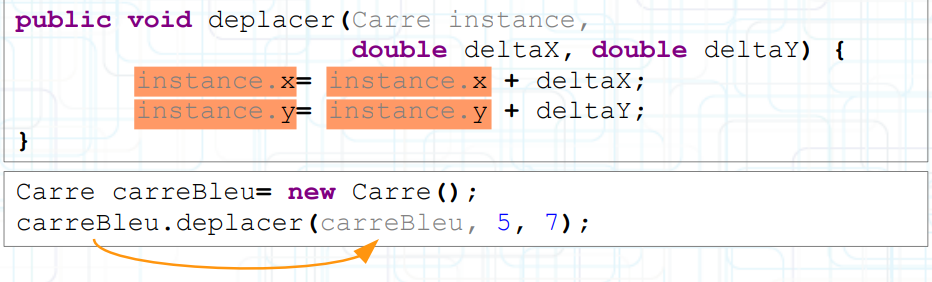 public void deplacer(Carre instance,
double deltaX, double deltaY) {
instance.x= instance.x + deltaX;
instance.y= instance.y + deltaY;
}
Carre carreBleu= new Carre();
carreBleu.deplacer(carreBleu, 5, 7);